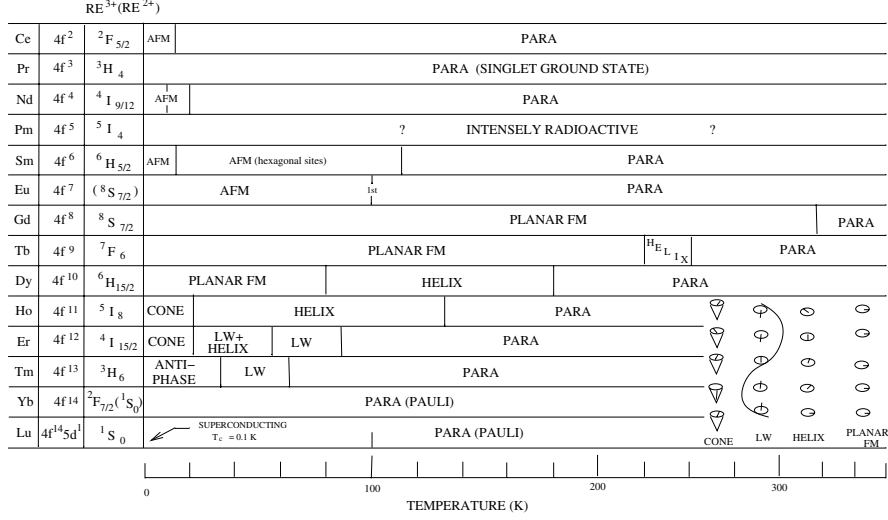 RE³⁺(RE²⁺)
Ce 4f² ²F₅/₂ AFM PARA
Pr 4f³ ³H₄ PARA (SINGLET GROUND STATE)
Nd 4f⁴ ⁴I₉/₁₂ AFM PARA
Pm 4f⁵ ⁵I₄ ? INTENSELY RADIOACTIVE ?
Sm 4f⁶ ⁶H₅/₂ AFM AFM (hexagonal sites) PARA
Eu 4f⁷ (⁸S₇/₂) AFM 1st PARA
Gd 4f⁸ ⁸S₇/₂ PLANAR FM PARA
Tb 4f⁹ ⁷F₆ PLANAR FM HELIX PARA
Dy 4f¹⁰ ⁶H₁₅/₂ PLANAR FM HELIX PARA
Ho 4f¹¹ ⁵I₈ CONE HELIX PARA
Er 4f¹² ⁴I₁₅/₂ CONE LW+ HELIX LW PARA
Tm 4f¹³ ³H₆ ANTI– PHASE LW PARA
Yb 4f¹⁴ ²F₇/₂(¹S₀) PARA (PAULI)
Lu 4f¹⁴5d¹ ¹S₀ SUPERCONDUCTING T_c = 0.1 K PARA (PAULI)
CONE LW HELIX PLANAR FM
0 100 200 300
TEMPERATURE (K)